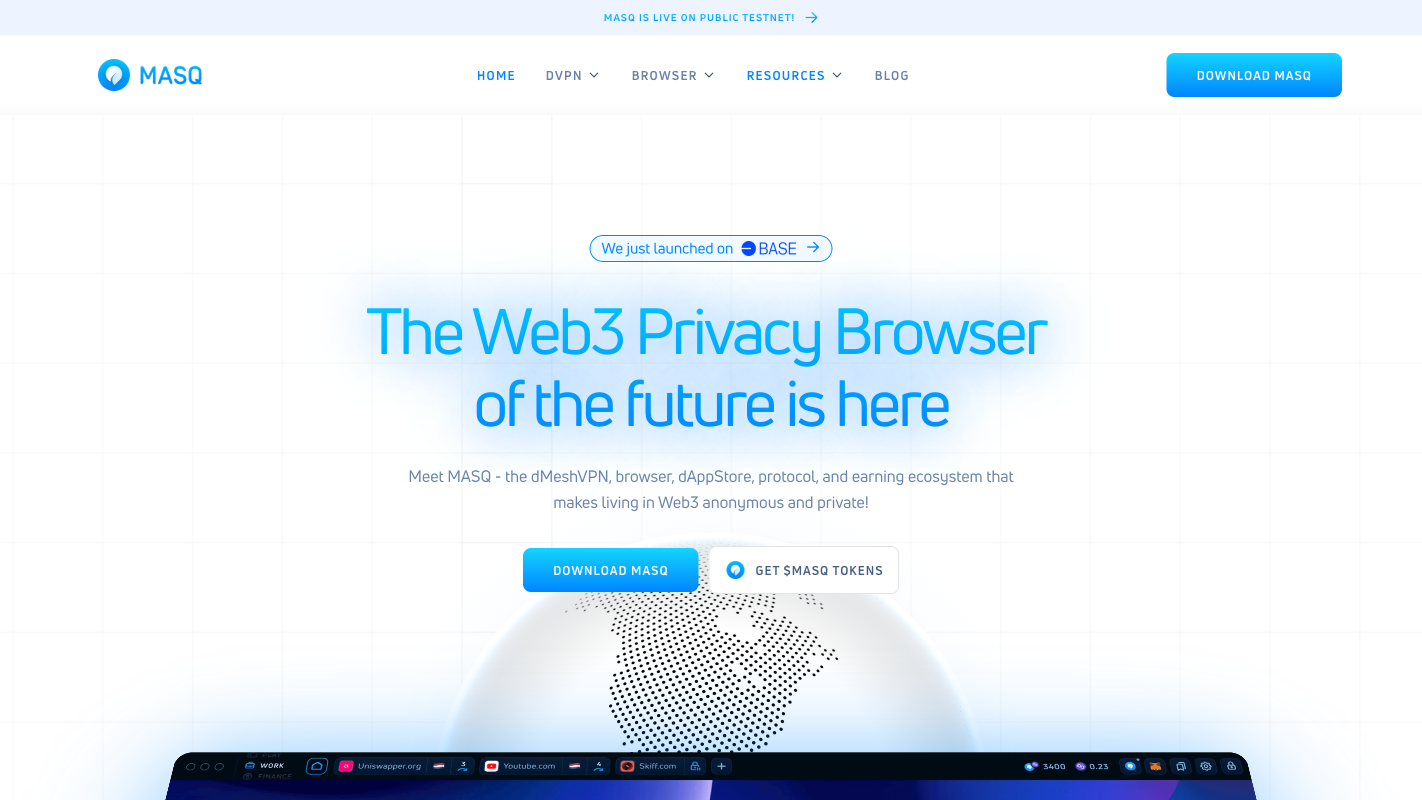 MASQ IS LIVE ON PUBLIC TESTNET!
MASQ
HOME DVPN BROWSER RESOURCES BLOG
DOWNLOAD MASQ
We just launched on BASE
The Web3 Privacy Browser
of the future is here
Meet MASQ - the dMeshVPN, browser, dAppStore, protocol, and earning ecosystem that
makes living in Web3 anonymous and private!
DOWNLOAD MASQ
GET $MASQ TOKENS
WORK
FINANCE
Uniswapper.org 3 Youtube.com 4 Skiff.com 3400 0.23